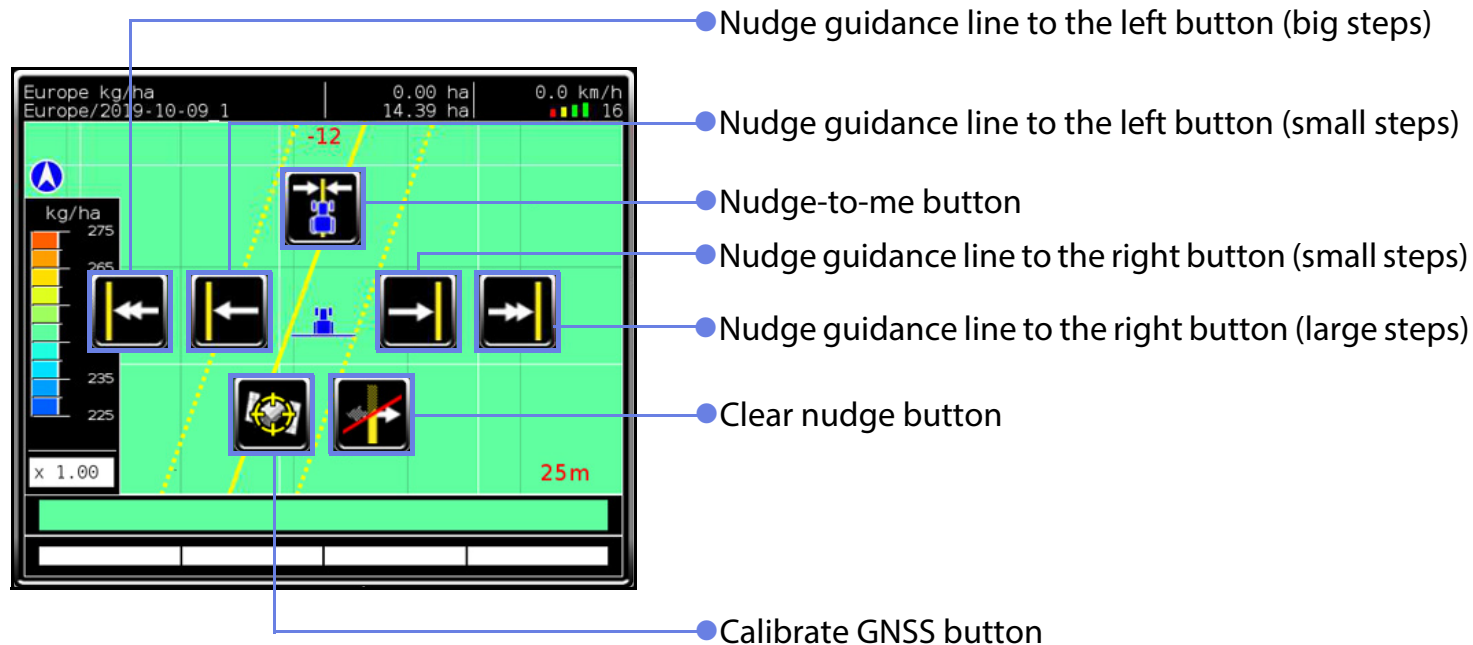 Nudge guidance line to the left button (big steps)
Europe kg/ha 0.00 ha 0.0 km/h
Europe/2019-10-09_1 14.39 ha 16
-12
Nudge guidance line to the left button (small steps)
Nudge-to-me button
kg/ha
275
Nudge guidance line to the right button (small steps)
265
Nudge guidance line to the right button (large steps)
235
225
Clear nudge button
x 1.00
25m
Calibrate GNSS button